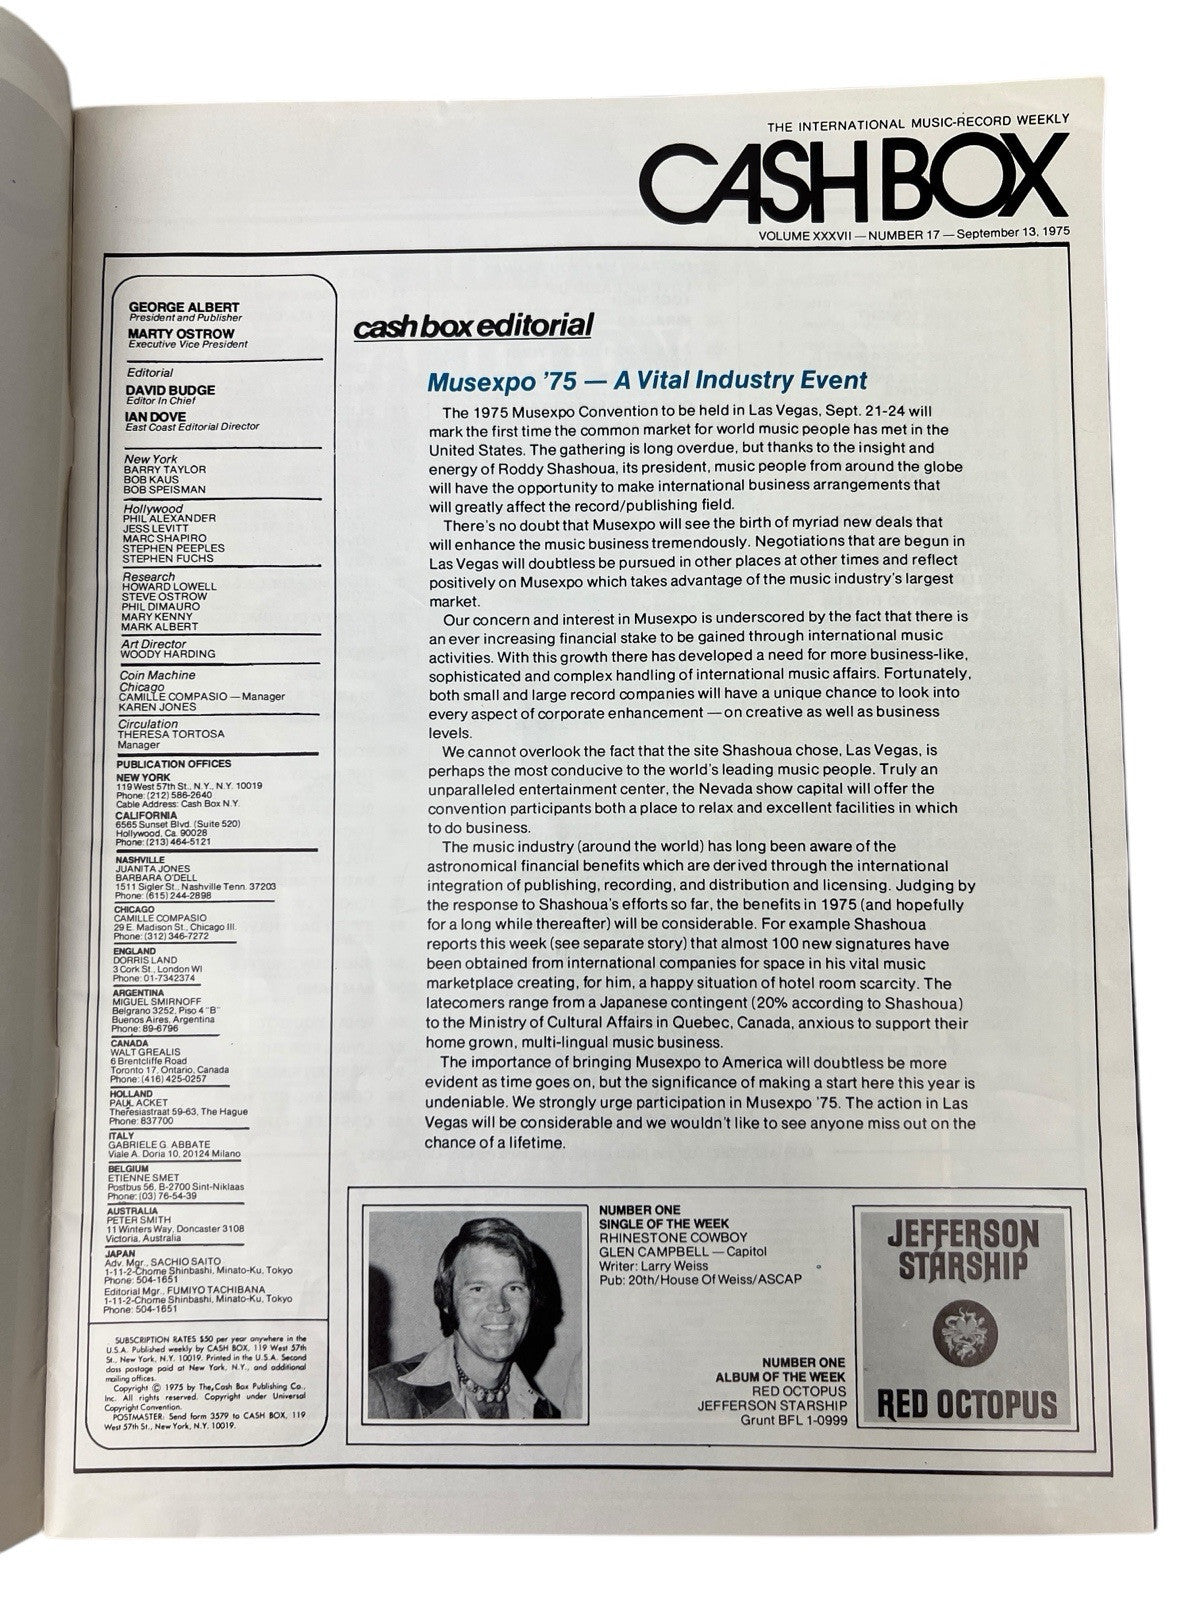 THE INTERNATIONAL MUSIC-RECORD WEEKLY
CASH BOX
VOLUME XXXVII — NUMBER 17 — September 13, 1975
GEORGE ALBERT
President and Publisher
MARTY OSTROW
Executive Vice President
Editorial
DAVID BUDGE
Editor In Chief
IAN DOVE
East Coast Editorial Director
New York
BARRY TAYLOR
BOB KAUS
BOB SPEISMAN
Hollywood
PHIL ALEXANDER
JESS LEVITT
MARC SHAPIRO
STEPHEN PEEPLES
STEPHEN FUCHS
Research
HOWARD LOWELL
STEVE OSTROW
PHIL DIMAURO
MARY KENNY
MARK ALBERT
Art Director
WOODY HARDING
Coin Machine
Chicago
CAMILLE COMPASIO — Manager
KAREN JONES
Circulation
THERESA TORTOSA
Manager
PUBLICATION OFFICES
NEW YORK
119 West 57th St., N.Y., N.Y. 10019
Phone: (212) 586-2640
Cable Address: Cash Box N.Y.
CALIFORNIA
6565 Sunset Blvd. (Suite 520)
Hollywood, Ca. 90028
Phone: (213) 464-5121
NASHVILLE
JUANITA JONES
BARBARA O'DELL
1511 Sigler St., Nashville Tenn. 37203
Phone: (615) 244-2898
CHICAGO
CAMILLE COMPASIO
29 E. Madison St., Chicago Ill.
Phone: (312) 346-7272
ENGLAND
DORRIS LAND
3 Cork St., London WI
Phone: 01-7342374
ARGENTINA
MIGUEL SMIRNOFF
Belgrano 3252, Piso 4 "B"
Buenos Aires, Argentina
Phone: 89-6796
CANADA
WALT GREALIS
6 Brentcliffe Road
Toronto 17, Ontario, Canada
Phone: (416) 425-0257
HOLLAND
PAUL ACKET
Theresiastraat 59-63, The Hague
Phone: 837700
ITALY
GABRIELE G. ABBATE
Viale A. Doria 10, 20124 Milano
BELGIUM
ETIENNE SMET
Postbus 56, B-2700 Sint-Niklaas
Phone: (03) 76-54-39
AUSTRALIA
PETER SMITH
11 Winters Way, Doncaster 3108
Victoria, Australia
JAPAN
Adv. Mgr., SACHIO SAITO
1-11-2-Chome Shinbashi, Minato-Ku, Tokyo
Phone: 504-1651
Editorial Mgr., FUMIYO TACHIBANA
1-11-2-Chome Shinbashi, Minato-Ku, Tokyo
Phone: 504-1651
SUBSCRIPTION RATES $50 per year anywhere in the
U.S.A. Published weekly by CASH BOX, 119 West 57th
St., New York, N.Y. 10019. Printed in the U.S.A. Second
class postage paid at New York, N.Y., and additional
mailing offices.
Copyright © 1975 by The Cash Box Publishing Co.,
Inc. All rights reserved. Copyright under Universal
Copyright Convention.
POSTMASTER: Send form 3579 to CASH BOX, 119
West 57th St., New York, N.Y. 10019.
cash box editorial
Musexpo '75 — A Vital Industry Event
The 1975 Musexpo Convention to be held in Las Vegas, Sept. 21-24 will
mark the first time the common market for world music people has met in the
United States. The gathering is long overdue, but thanks to the insight and
energy of Roddy Shashoua, its president, music people from around the globe
will have the opportunity to make international business arrangements that
will greatly affect the record/publishing field.
There's no doubt that Musexpo will see the birth of myriad new deals that
will enhance the music business tremendously. Negotiations that are begun in
Las Vegas will doubtless be pursued in other places at other times and reflect
positively on Musexpo which takes advantage of the music industry's largest
market.
Our concern and interest in Musexpo is underscored by the fact that there is
an ever increasing financial stake to be gained through international music
activities. With this growth there has developed a need for more business-like,
sophisticated and complex handling of international music affairs. Fortunately,
both small and large record companies will have a unique chance to look into
every aspect of corporate enhancement — on creative as well as business
levels.
We cannot overlook the fact that the site Shashoua chose, Las Vegas, is
perhaps the most conducive to the world's leading music people. Truly an
unparalleled entertainment center, the Nevada show capital will offer the
convention participants both a place to relax and excellent facilities in which
to do business.
The music industry (around the world) has long been aware of the
astronomical financial benefits which are derived through the international
integration of publishing, recording, and distribution and licensing. Judging by
the response to Shashoua's efforts so far, the benefits in 1975 (and hopefully
for a long while thereafter) will be considerable. For example Shashoua
reports this week (see separate story) that almost 100 new signatures have
been obtained from international companies for space in his vital music
marketplace creating, for him, a happy situation of hotel room scarcity. The
latecomers range from a Japanese contingent (20% according to Shashoua)
to the Ministry of Cultural Affairs in Quebec, Canada, anxious to support their
home grown, multi-lingual music business.
The importance of bringing Musexpo to America will doubtless be more
evident as time goes on, but the significance of making a start here this year is
undeniable. We strongly urge participation in Musexpo '75. The action in Las
Vegas will be considerable and we wouldn't like to see anyone miss out on the
chance of a lifetime.
NUMBER ONE
SINGLE OF THE WEEK
RHINESTONE COWBOY
GLEN CAMPBELL — Capitol
Writer: Larry Weiss
Pub: 20th/House Of Weiss/ASCAP
NUMBER ONE
ALBUM OF THE WEEK
RED OCTOPUS
JEFFERSON STARSHIP
Grunt BFL 1-0999
JEFFERSON
STARSHIP
RED OCTOPUS